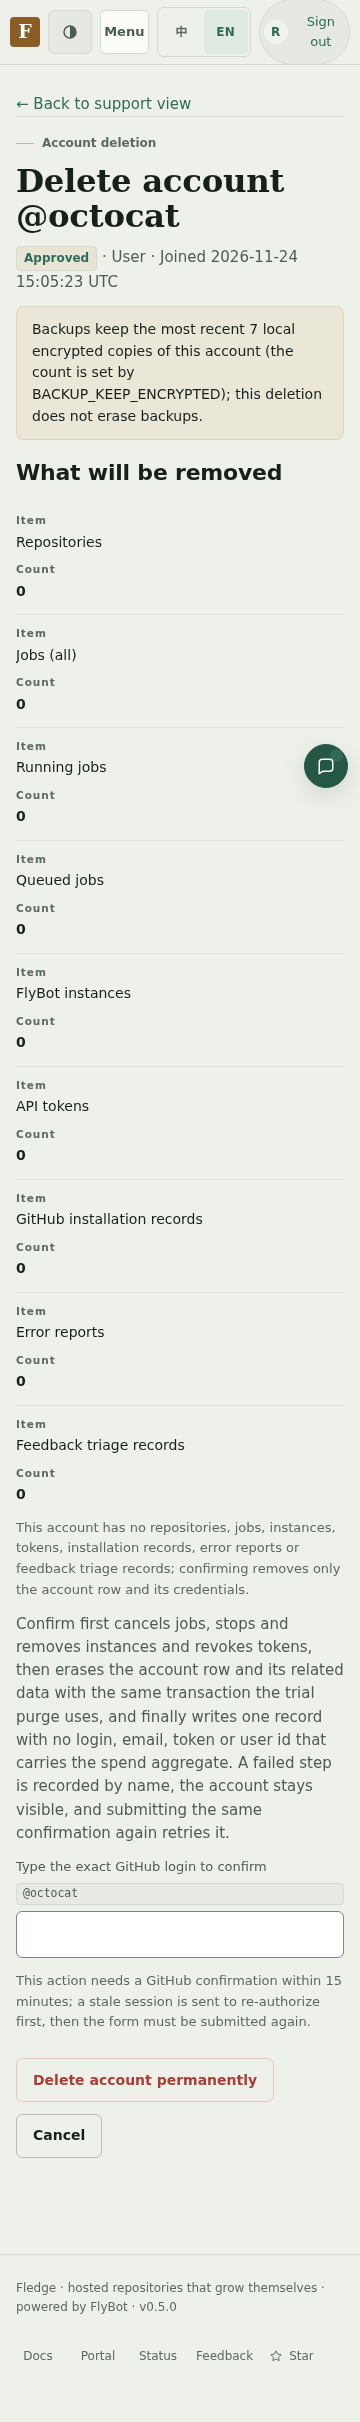 F
Menu
中
EN
R
Sign
out
← Back to support view
Account deletion
Delete account
@octocat
Approved · User · Joined 2026-11-24
15:05:23 UTC
Backups keep the most recent 7 local
encrypted copies of this account (the
count is set by
BACKUP_KEEP_ENCRYPTED); this deletion
does not erase backups.
What will be removed
Item
Repositories
Count
0
Item
Jobs (all)
Count
0
Item
Running jobs
Count
0
Item
Queued jobs
Count
0
Item
FlyBot instances
Count
0
Item
API tokens
Count
0
Item
GitHub installation records
Count
0
Item
Error reports
Count
0
Item
Feedback triage records
Count
0
This account has no repositories, jobs, instances,
tokens, installation records, error reports or
feedback triage records; confirming removes only
the account row and its credentials.
Confirm first cancels jobs, stops and
removes instances and revokes tokens,
then erases the account row and its related
data with the same transaction the trial
purge uses, and finally writes one record
with no login, email, token or user id that
carries the spend aggregate. A failed step
is recorded by name, the account stays
visible, and submitting the same
confirmation again retries it.
Type the exact GitHub login to confirm
@octocat
This action needs a GitHub confirmation within 15
minutes; a stale session is sent to re-authorize
first, then the form must be submitted again.
Delete account permanently
Cancel
Fledge · hosted repositories that grow themselves ·
powered by FlyBot · v0.5.0
Docs
Portal
Status
Feedback
Star